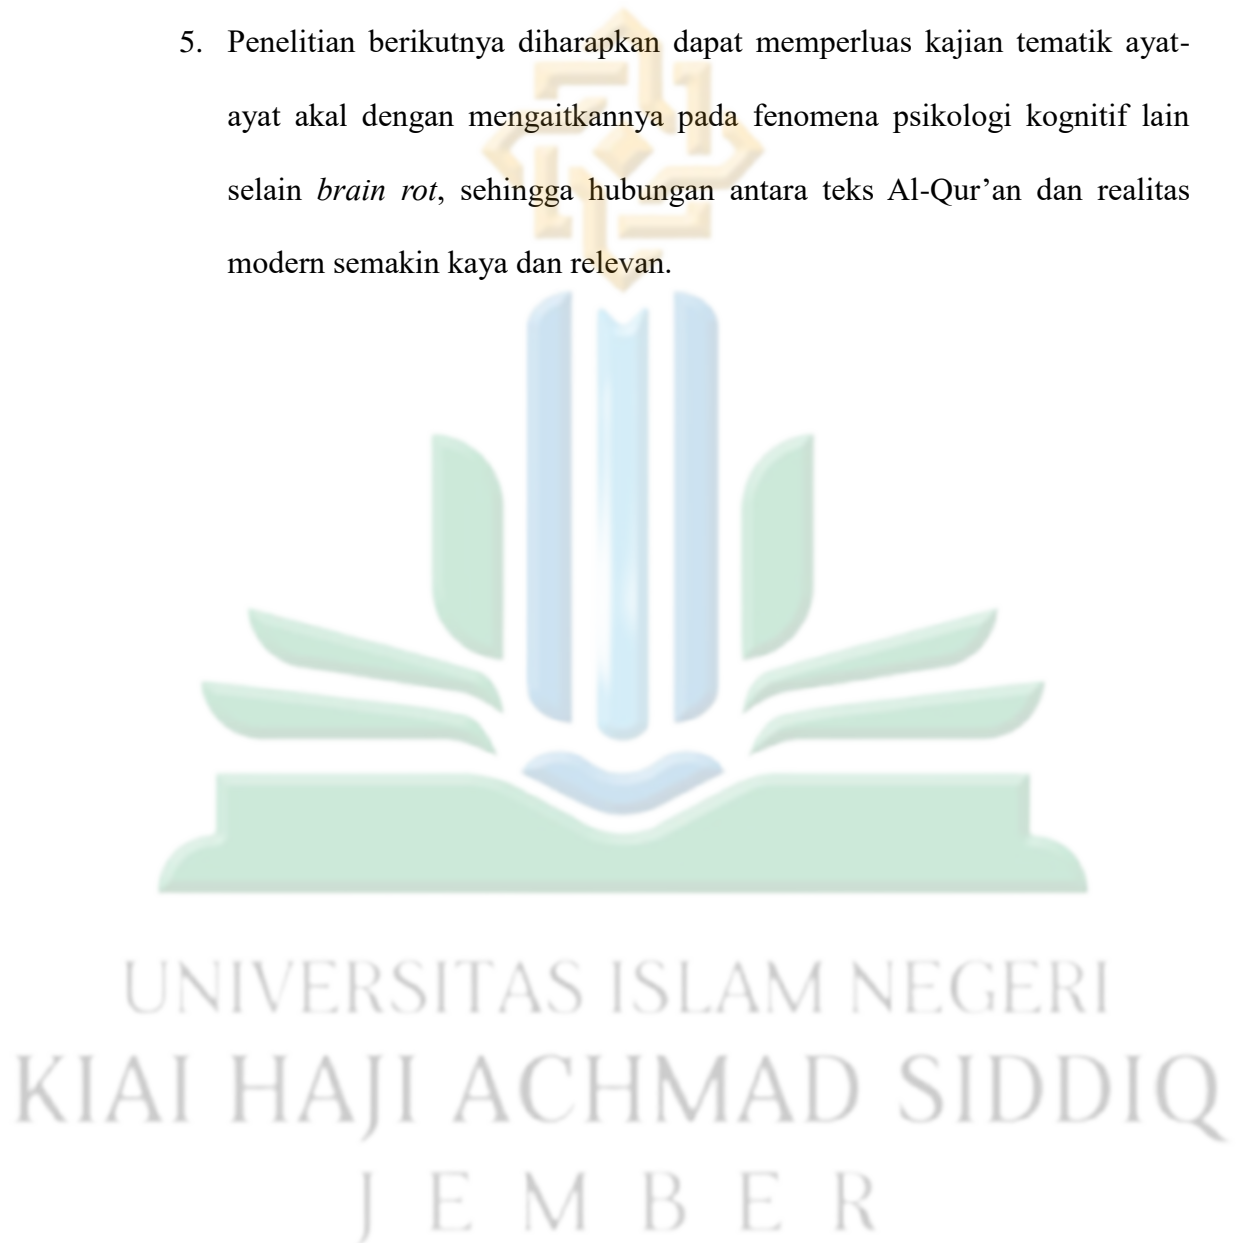 5. Penelitian berikutnya diharapkan dapat memperluas kajian tematik ayat-
ayat akal dengan mengaitkannya pada fenomena psikologi kognitif lain
selain brain rot, sehingga hubungan antara teks Al-Qur’an dan realitas
modern semakin kaya dan relevan.
UNIVERSITAS ISLAM NEGERI
KIAI HAJI ACHMAD SIDDIQ
JEMBER